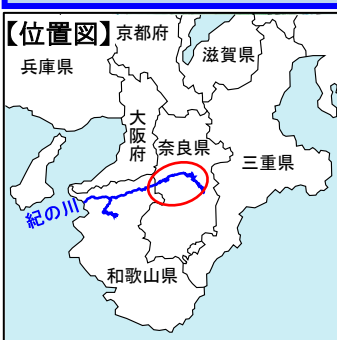 【位置図】
京都府
滋賀県
兵庫県
大阪府
奈良県
三重県
紀の川
和歌山県